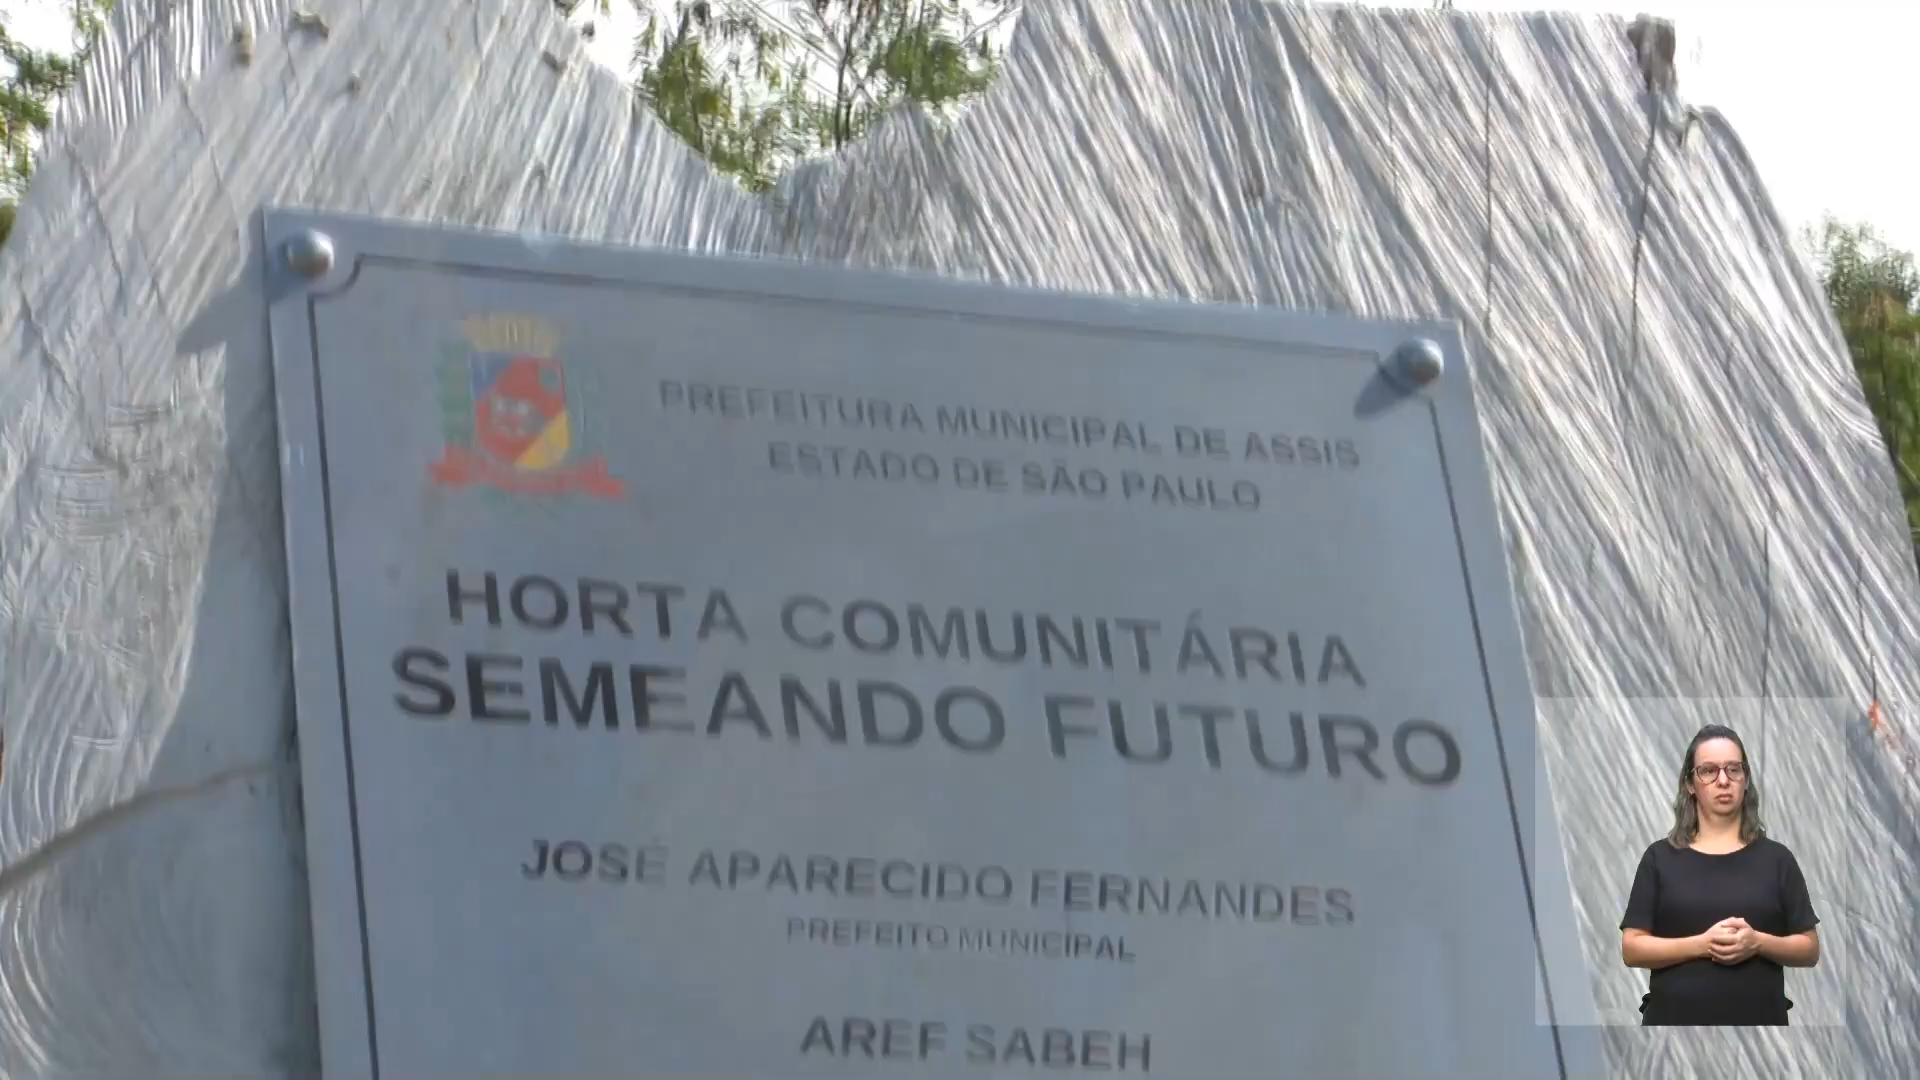 PREFEITURA MUNICIPAL DE ASSIS
ESTADO DE SÃO PAULO
HORTA COMUNITÁRIA
SEMEANDO FUTURO
JOSÉ APARECIDO FERNANDES
PREFEITO MUNICIPAL
AREF SABEH